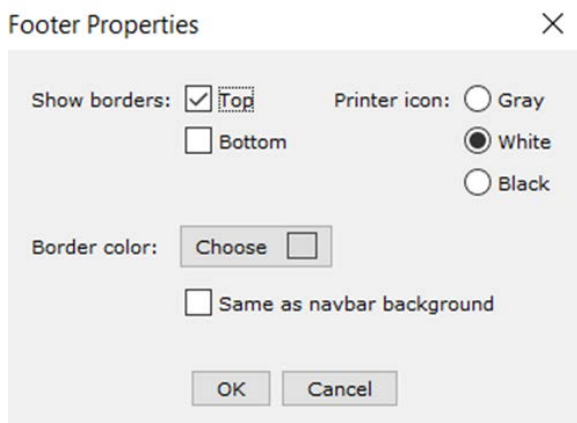 Footer Properties
Show borders: Top Printer icon: Gray
Bottom White
Black
Border color: Choose
Same as navbar background
OK Cancel